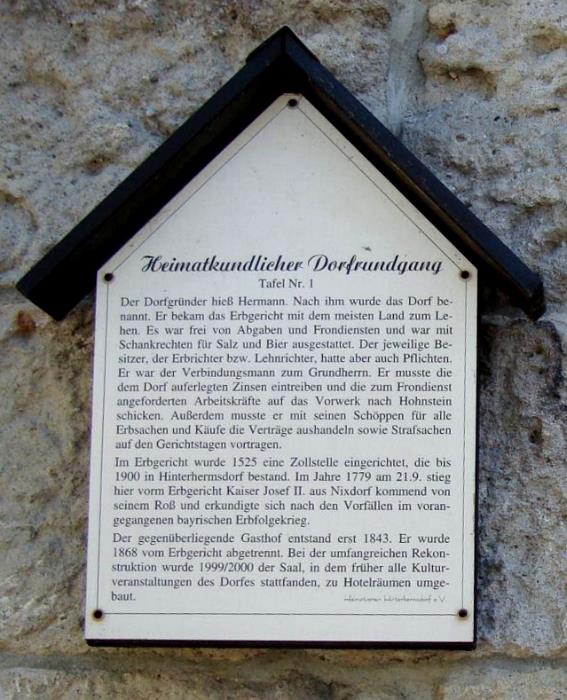 Heimatkundlicher Dorfrundgang
Tafel Nr. 1
Der Dorfgründer hieß Hermann. Nach ihm wurde das Dorf be-
nannt. Er bekam das Erbgericht mit dem meisten Land zum Le-
hen. Es war frei von Abgaben und Frondiensten und war mit
Schankrechten für Salz und Bier ausgestattet. Der jeweilige Be-
sitzer, der Erbrichter bzw. Lehnrichter, hatte aber auch Pflichten.
Er war der Verbindungsmann zum Grundherrn. Er musste die
dem Dorf auferlegten Zinsen eintreiben und die zum Frondienst
angeforderten Arbeitskräfte auf das Vorwerk nach Hohnstein
schicken. Außerdem musste er mit seinen Schöppen für alle
Erbsachen und Käufe die Verträge aushandeln sowie Strafsachen
auf den Gerichtstagen vortragen.
Im Erbgericht wurde 1525 eine Zollstelle eingerichtet, die bis
1900 in Hinterhermsdorf bestand. Im Jahre 1779 am 21.9. stieg
hier vorm Erbgericht Kaiser Josef II. aus Nixdorf kommend von
seinem Roß und erkundigte sich nach den Vorfällen im voran-
gegangenen bayrischen Erbfolgekrieg.
Der gegenüberliegende Gasthof entstand erst 1843. Er wurde
1868 vom Erbgericht abgetrennt. Bei der umfangreichen Rekon-
struktion wurde 1999/2000 der Saal, in dem früher alle Kultur-
veranstaltungen des Dorfes stattfanden, zu Hotelräumen umge-
baut.
Hinterhermsdorf e.V.